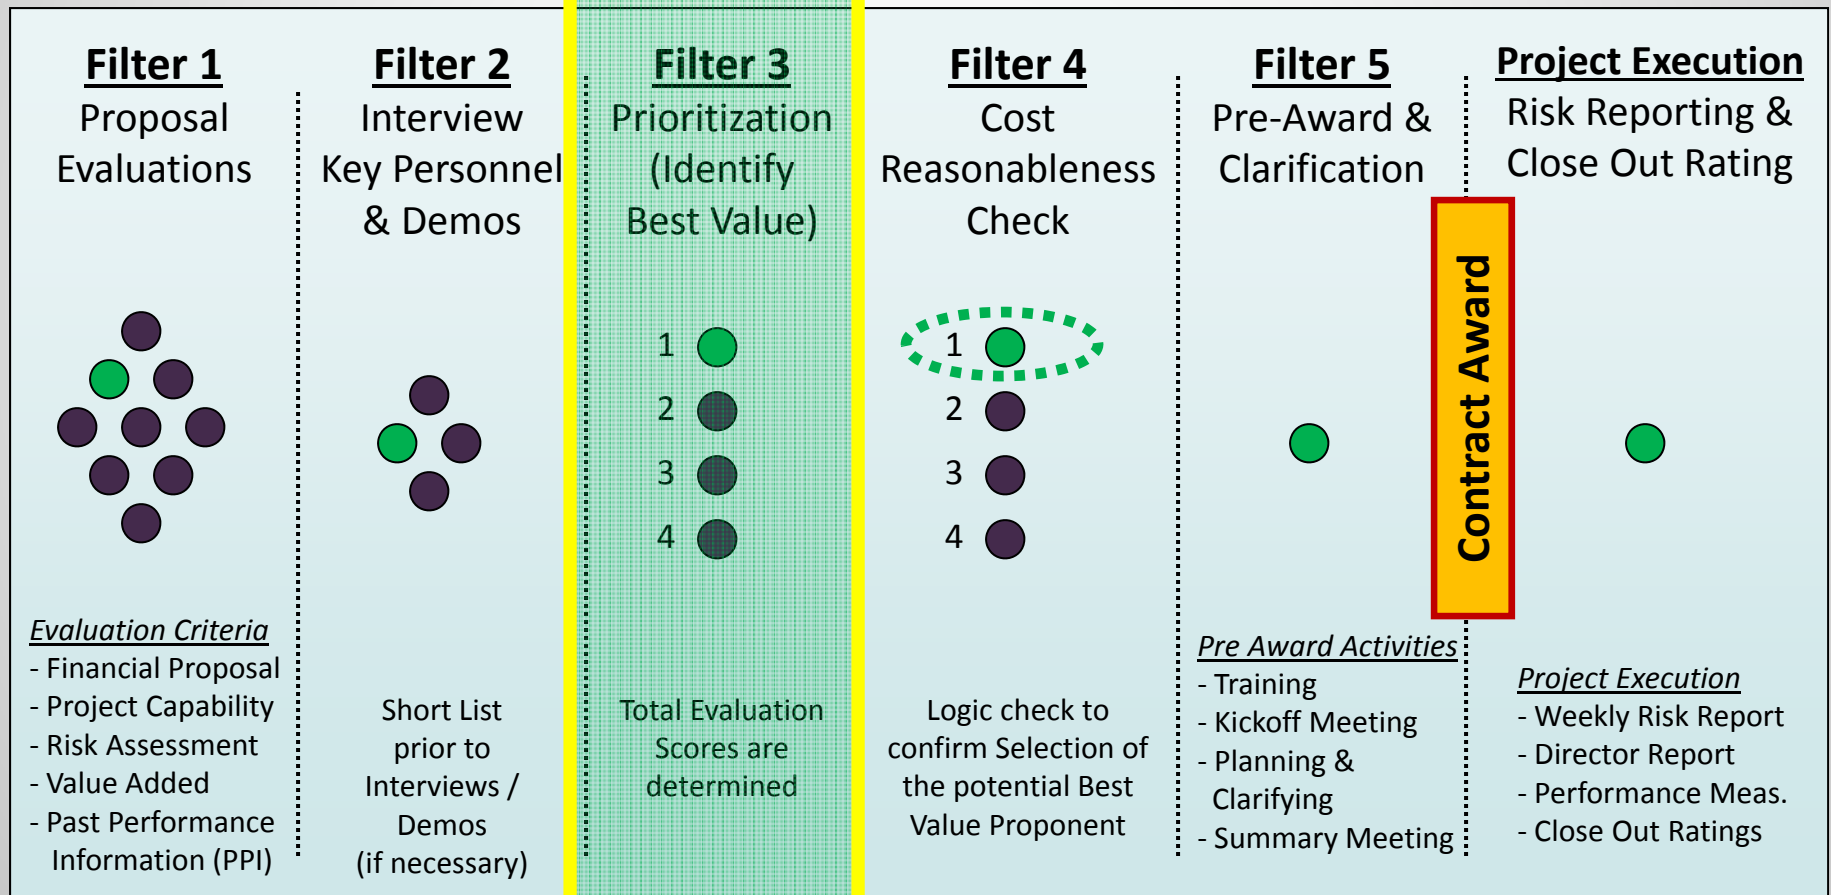 Filter 1
Proposal
Evaluations
Evaluation Criteria
- Financial Proposal
- Project Capability
- Risk Assessment
- Value Added
- Past Performance
Information (PPI)
Filter 2
Interview
Key Personnel
& Demos
Short List
prior to
Interviews /
Demos
(if necessary)
Filter 3
Prioritization
(Identify
Best Value)
1
2
3
4
Total Evaluation
Scores are
determined
Filter 4
Cost
Reasonableness
Check
1
2
3
4
Logic check to
confirm Selection of
the potential Best
Value Proponent
Filter 5
Pre-Award &
Clarification
Pre Award Activities
- Training
- Kickoff Meeting
- Planning &
Clarifying
- Summary Meeting
Contract Award
Project Execution
Risk Reporting &
Close Out Rating
Project Execution
- Weekly Risk Report
- Director Report
- Performance Meas.
- Close Out Ratings